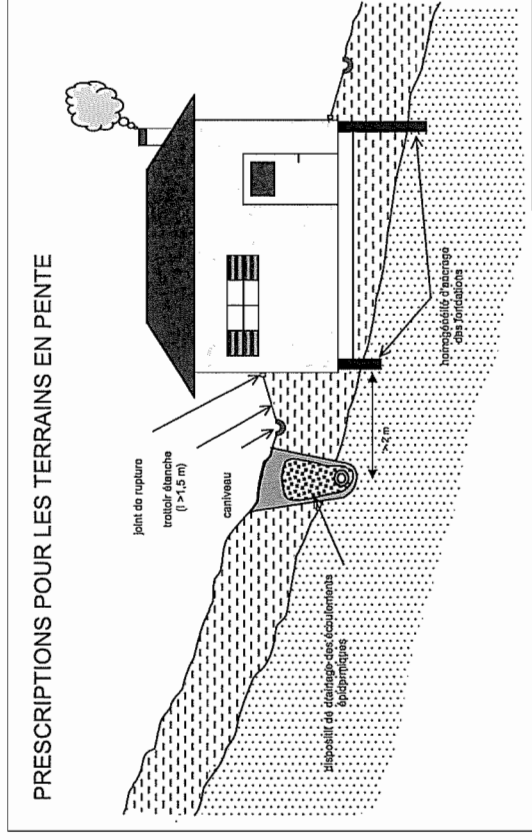 PRESCRIPTIONS POUR LES TERRAINS EN PENTE
joint de rupture
trottoir étanche
(l >1,5 m)
caniveau
dispositif de drainage des écoulements
épidermiques
> 2 m
homogénéité d'ancrage
des fondations